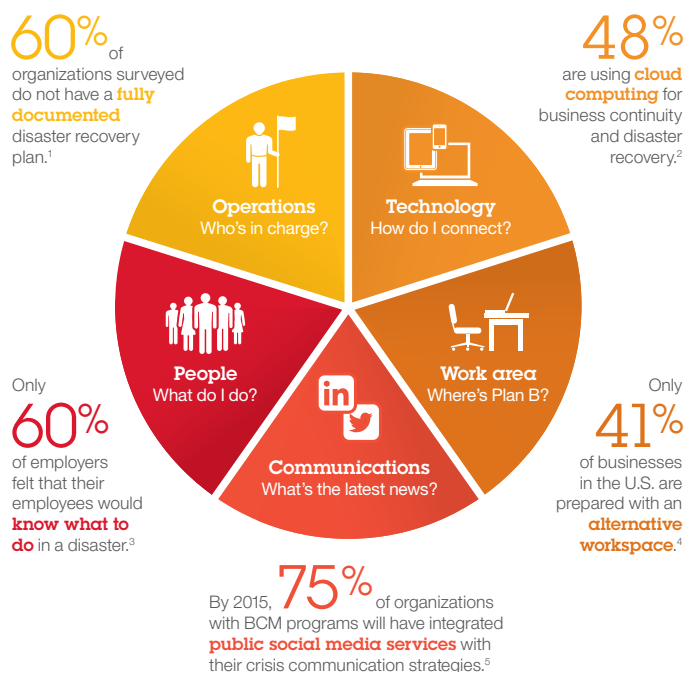 60% of
organizations surveyed
do not have a fully
documented
disaster recovery
plan.1
48%
are using cloud
computing for
business continuity
and disaster
recovery.2
Operations
Who's in charge?
Technology
How do I connect?
People
What do I do?
Work area
Where's Plan B?
in
Communications
What's the latest news?
Only
60%
of employers
felt that their
employees would
know what to
do in a disaster.3
Only
41%
of businesses
in the U.S. are
prepared with an
alternative
workspace.4
By 2015, 75% of organizations
with BCM programs will have integrated
public social media services with
their crisis communication strategies.5